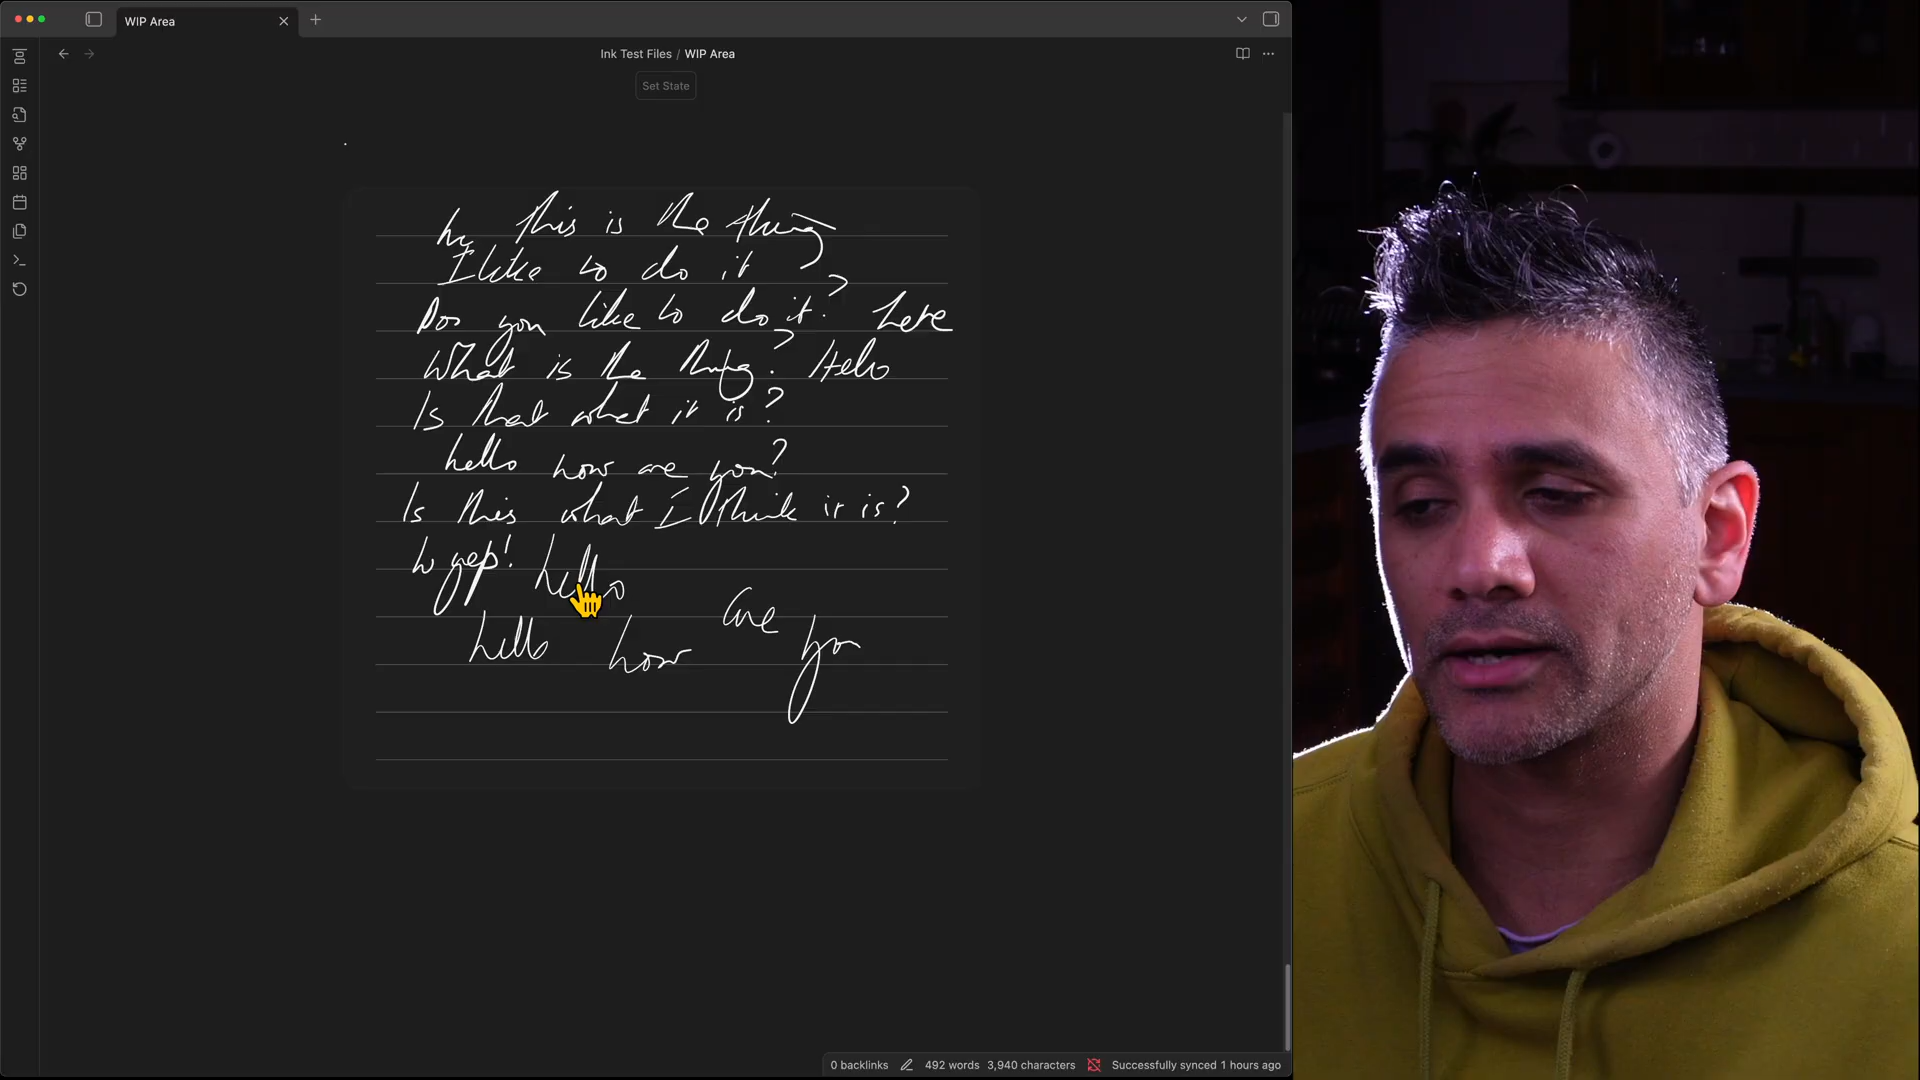 WIP Area
Ink Test Files / WIP Area
Set State
hi this is the thing
I like to do it
Doo you like to do it? here
What is the thing? Hello
Is that what it is?
hello how are you?
Is this what I think it is?
yep! hello
hello how are you
0 backlinks 492 words 3,940 characters Successfully synced 1 hours ago